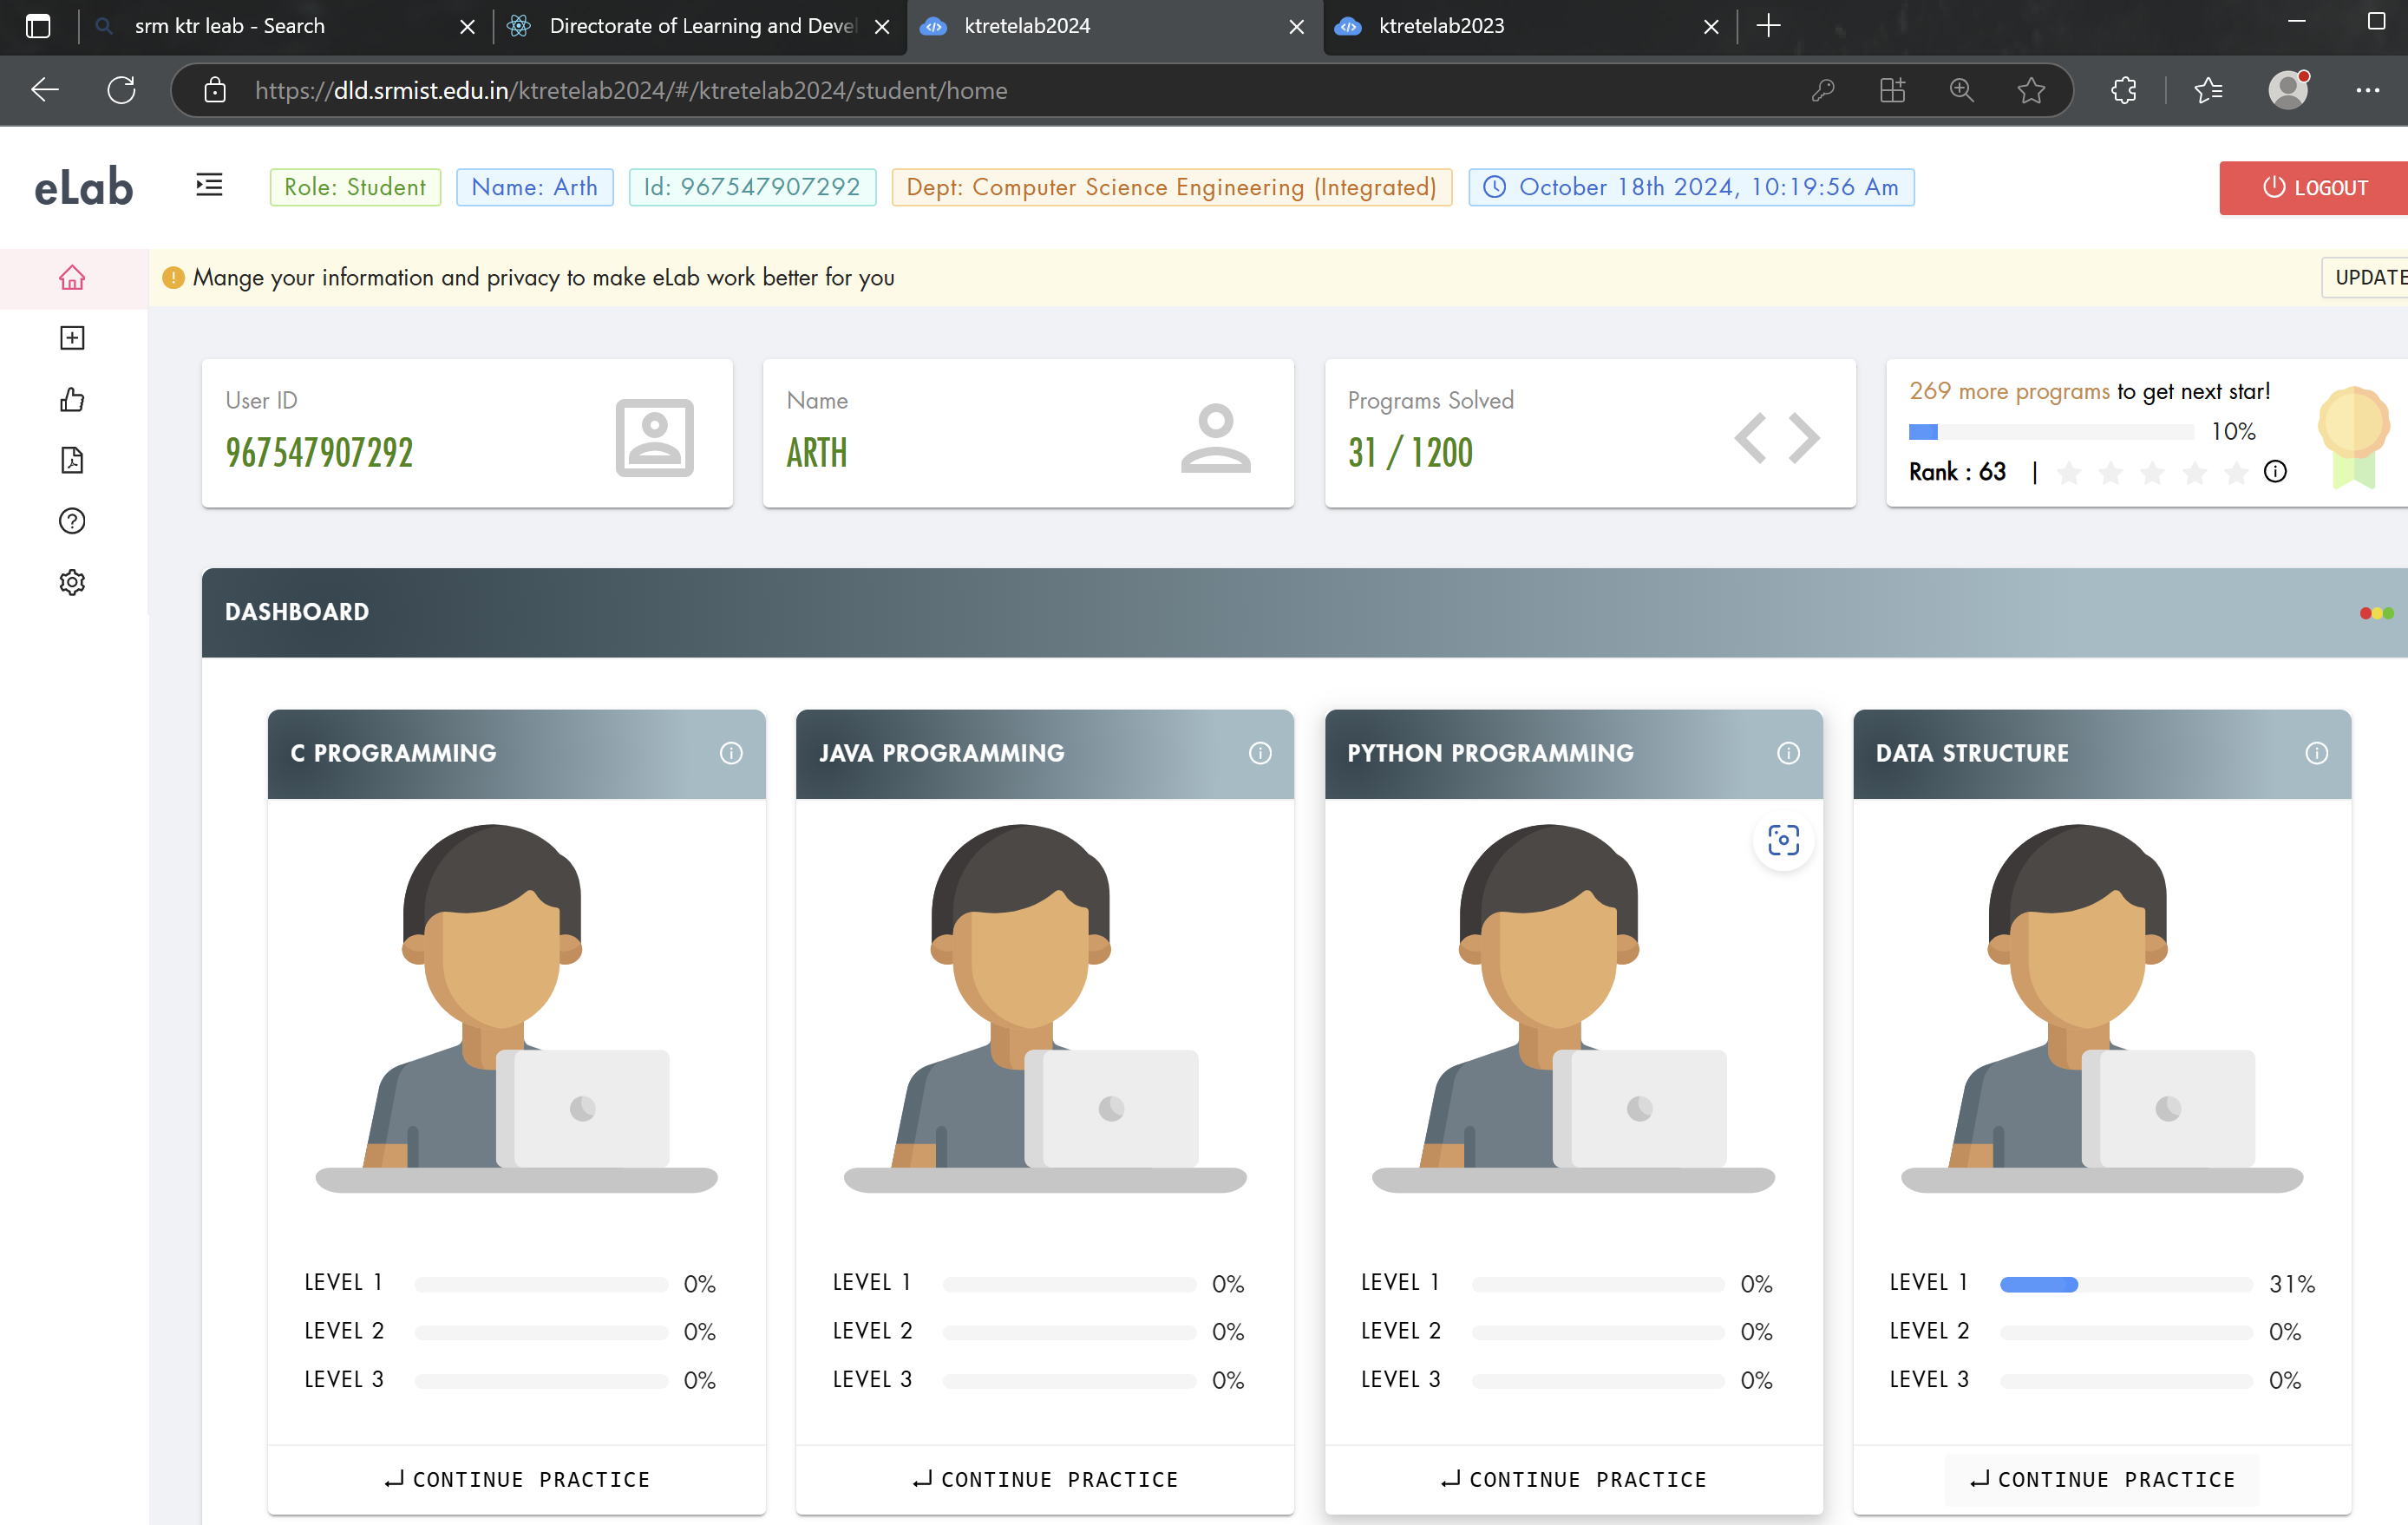 srm ktr leab - Search
Directorate of Learning and Deve
ktretelab2024
ktretelab2023
https://dld.srmist.edu.in/ktretelab2024/#/ktretelab2024/student/home
eLab
Role: Student
Name: Arth
Id: 967547907292
Dept: Computer Science Engineering (Integrated)
October 18th 2024, 10:19:56 Am
LOGOUT
Mange your information and privacy to make eLab work better for you
UPDATE
User ID
967547907292
Name
ARTH
Programs Solved
31 / 1200
269 more programs to get next star!
10%
Rank : 63 |
DASHBOARD
C PROGRAMMING
LEVEL 1 0%
LEVEL 2 0%
LEVEL 3 0%
CONTINUE PRACTICE
JAVA PROGRAMMING
LEVEL 1 0%
LEVEL 2 0%
LEVEL 3 0%
CONTINUE PRACTICE
PYTHON PROGRAMMING
LEVEL 1 0%
LEVEL 2 0%
LEVEL 3 0%
CONTINUE PRACTICE
DATA STRUCTURE
LEVEL 1 31%
LEVEL 2 0%
LEVEL 3 0%
CONTINUE PRACTICE